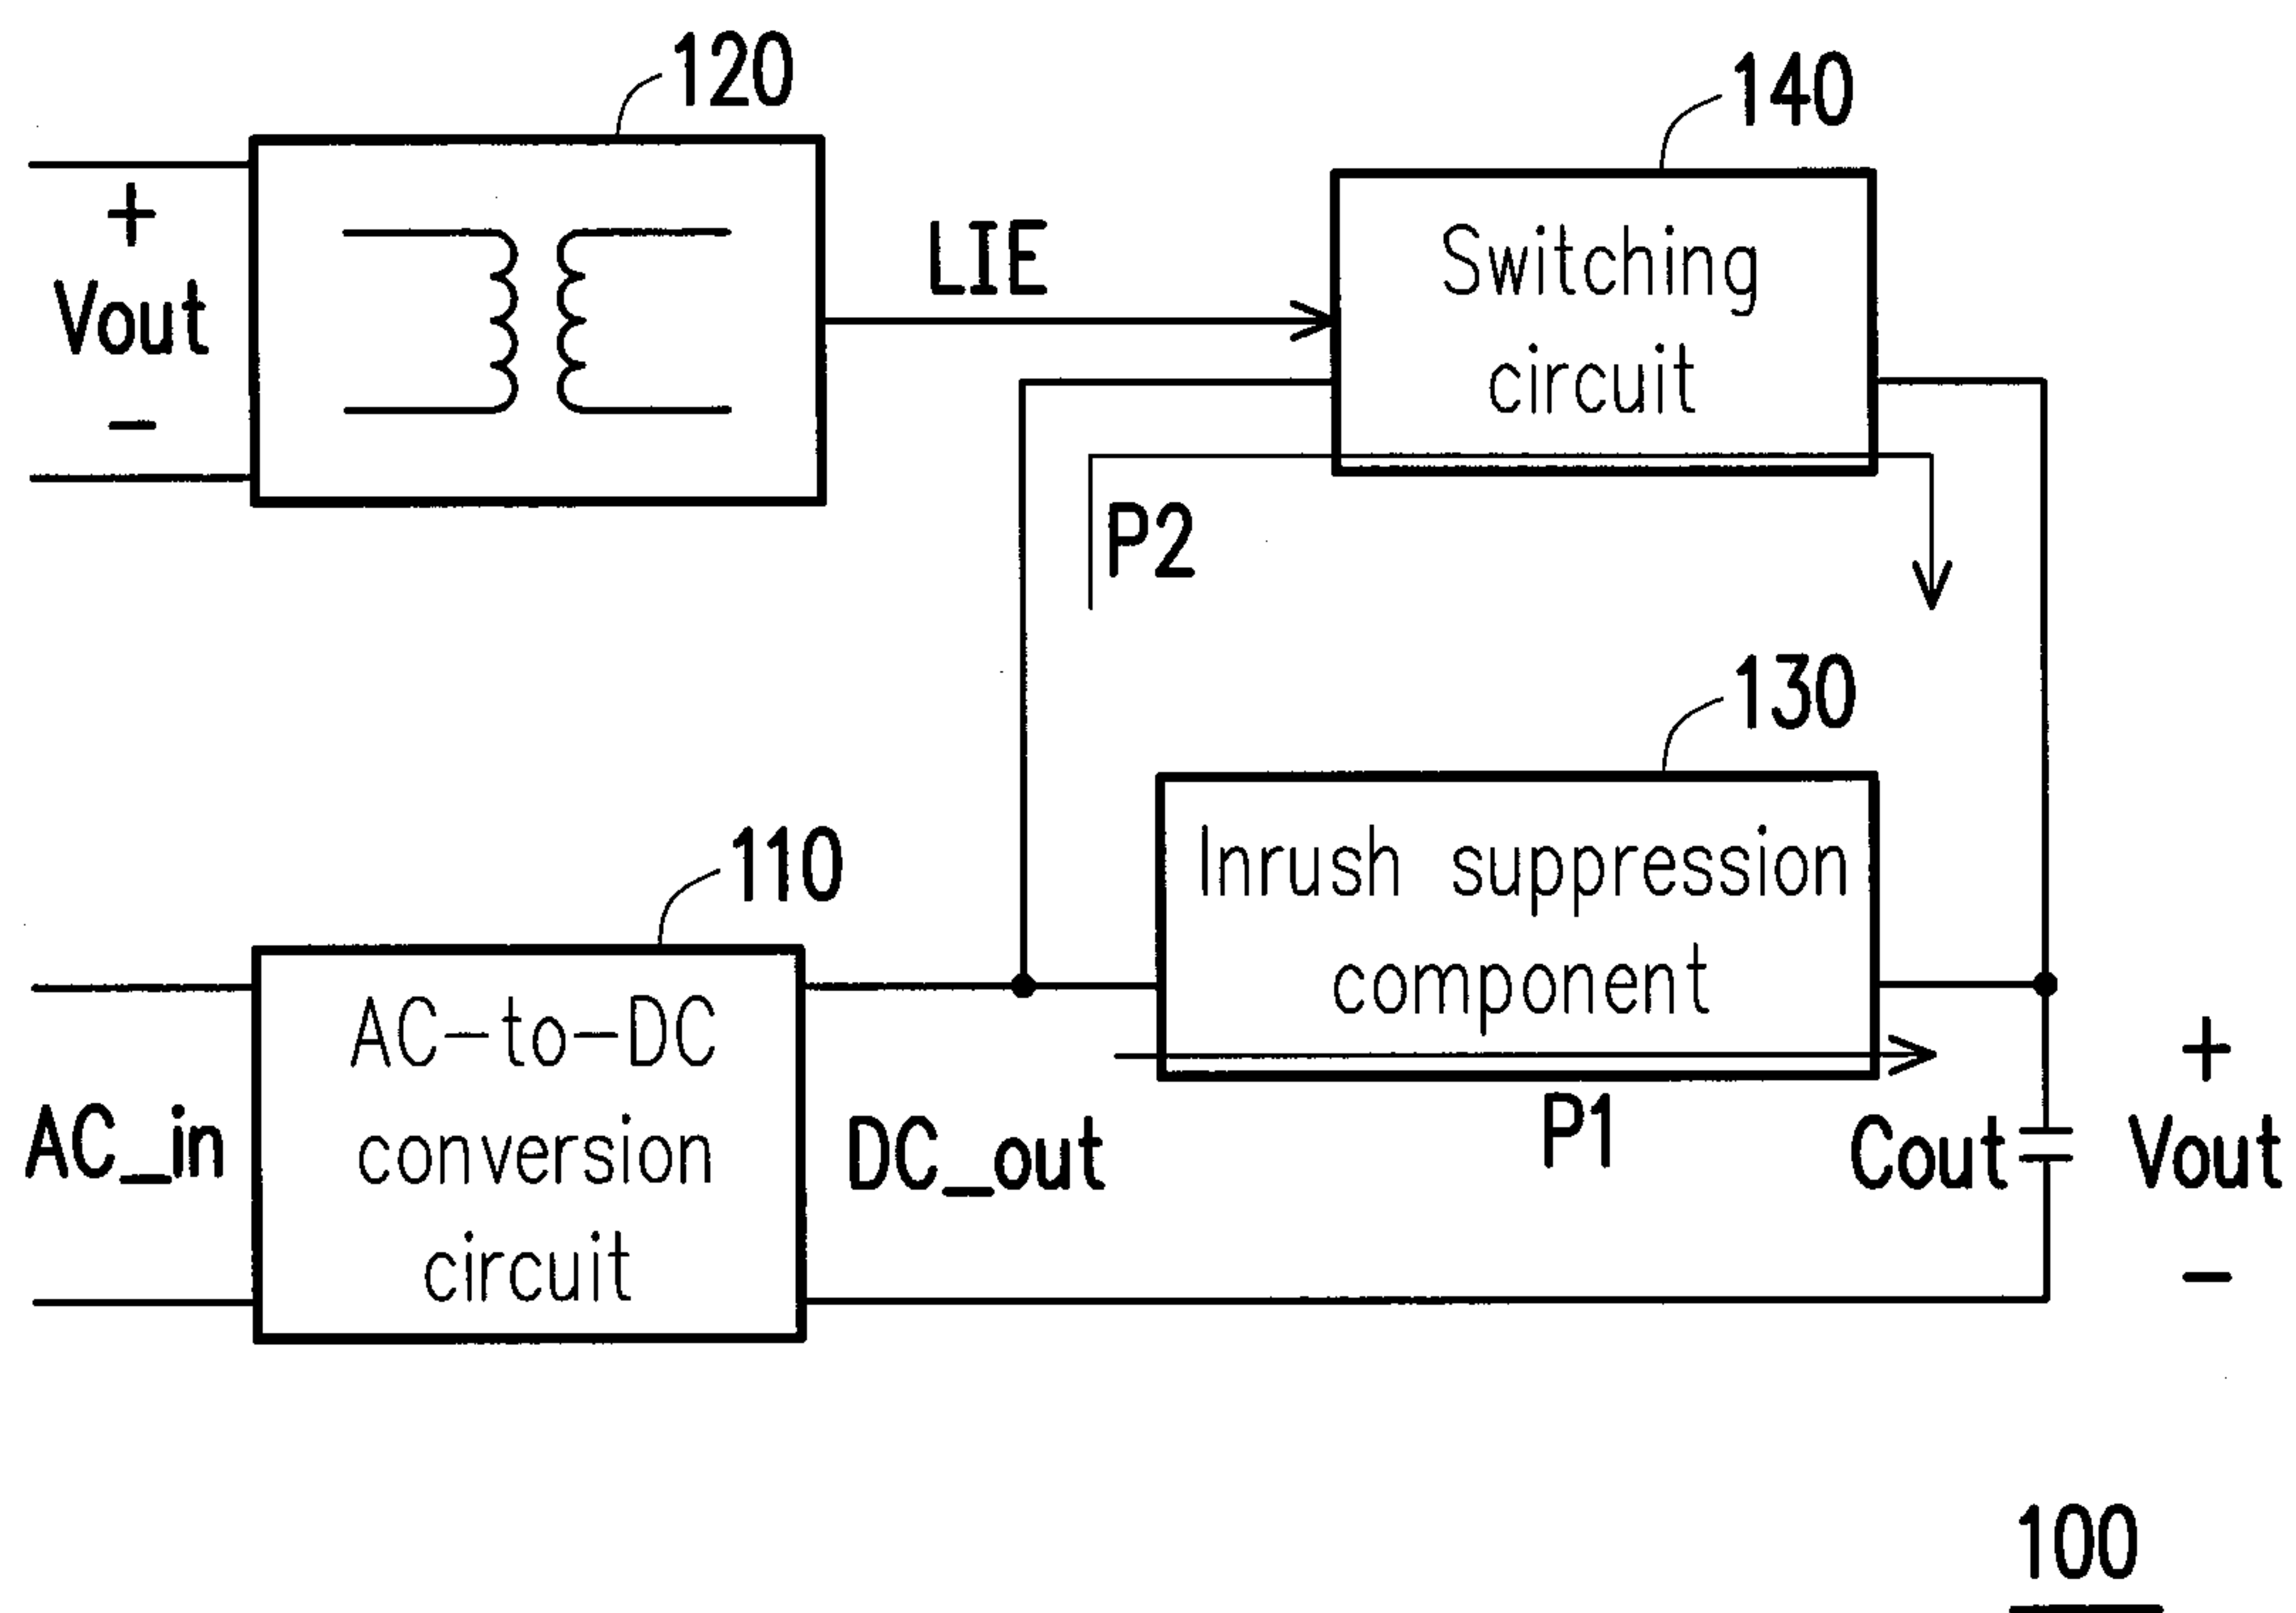 120
140
+
Vout
−
LIE
Switching
circuit
P2
130
Inrush suppression
component
110
AC-to-DC
conversion
circuit
AC_in
DC_out
P1
Cout
+
Vout
−
100